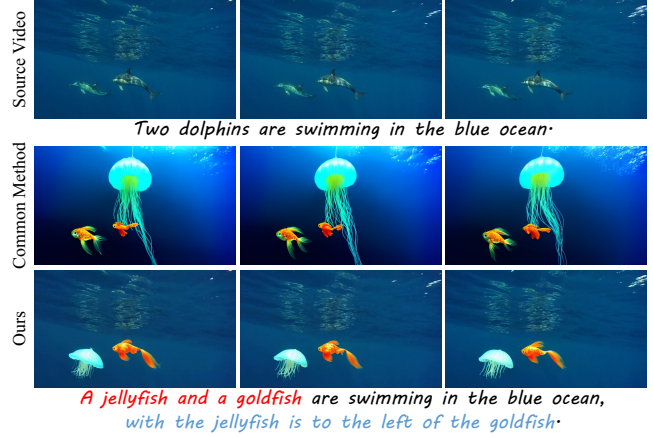 Source Video
Two dolphins are swimming in the blue ocean.
Common Method
Ours
A jellyfish and a goldfish are swimming in the blue ocean,
with the jellyfish is to the left of the goldfish.